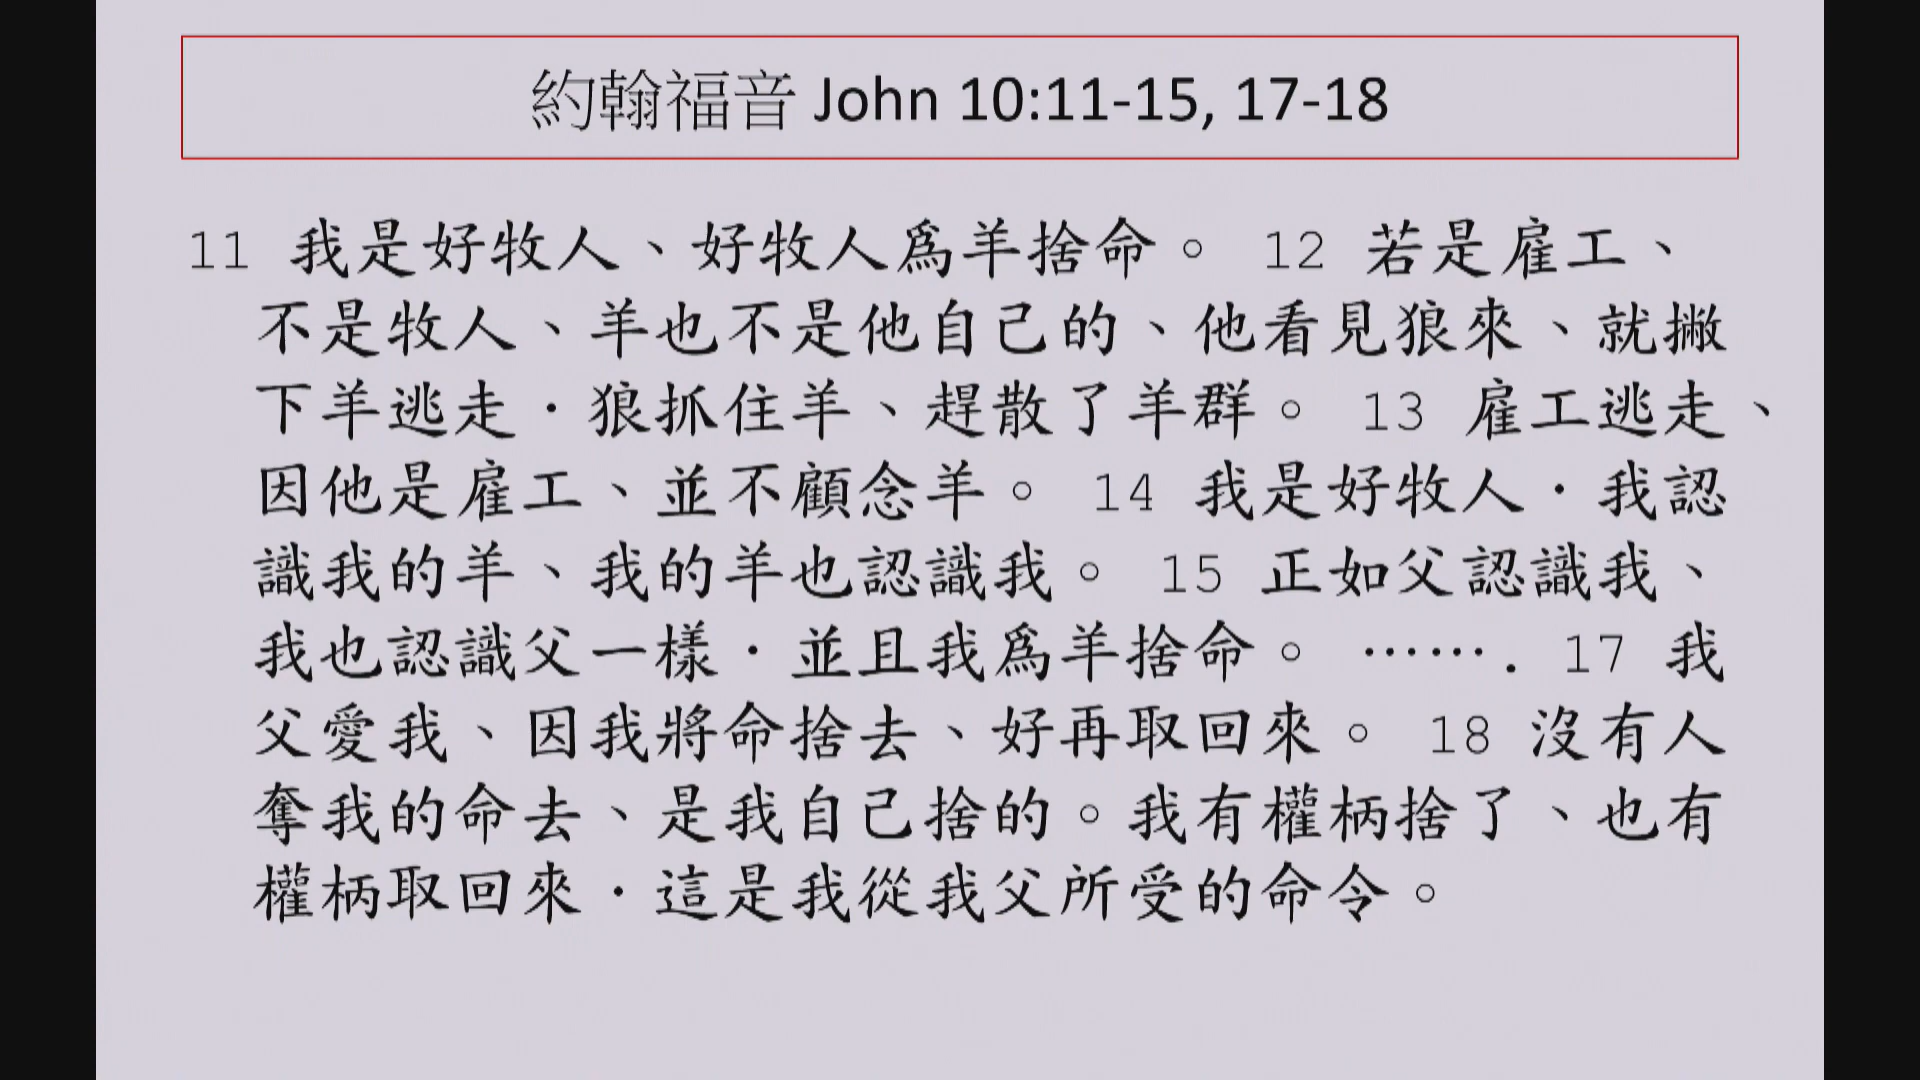 約翰福音 John 10:11-15, 17-18
11 我是好牧人、好牧人為羊捨命。 12 若是雇工、
不是牧人、羊也不是他自己的、他看見狼來、就撇
下羊逃走．狼抓住羊、趕散了羊群。 13 雇工逃走、
因他是雇工、並不顧念羊。 14 我是好牧人．我認
識我的羊、我的羊也認識我。 15 正如父認識我、
我也認識父一樣．並且我為羊捨命。 ……. 17 我
父愛我、因我將命捨去、好再取回來。 18 沒有人
奪我的命去、是我自己捨的。我有權柄捨了、也有
權柄取回來．這是我從我父所受的命令。